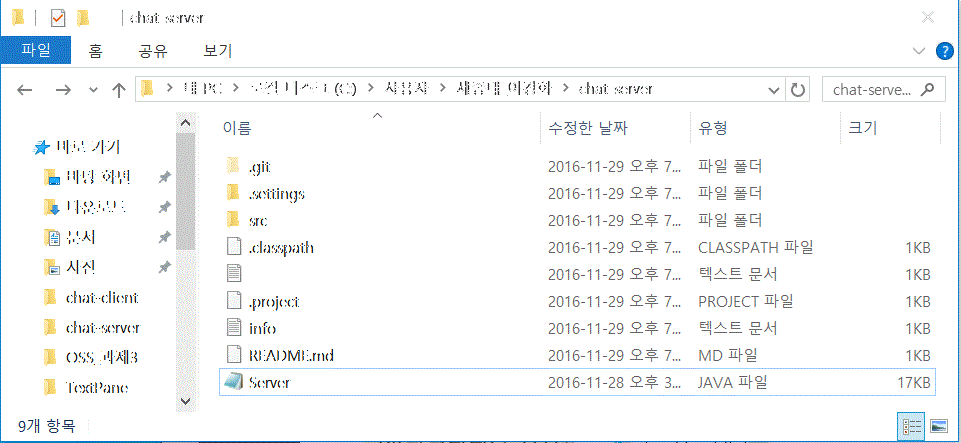 chat-server
파일 홈 공유 보기
내 PC > 로컬 디스크 (C:) > 사용자 > > chat-server
chat-serve...
이름 수정한 날짜 유형 크기
바로 가기
바탕 화면
다운로드
문서
사진
chat-client
chat-server
OSS_과제3
TextPane
.git 2016-11-29 오후 7... 파일 폴더
.settings 2016-11-29 오후 7... 파일 폴더
src 2016-11-29 오후 7... 파일 폴더
.classpath 2016-11-29 오후 7... CLASSPATH 파일 1KB
2016-11-29 오후 7... 텍스트 문서 1KB
.project 2016-11-29 오후 7... PROJECT 파일 1KB
info 2016-11-29 오후 7... 텍스트 문서 1KB
README.md 2016-11-29 오후 7... MD 파일 1KB
Server 2016-11-28 오후 3... JAVA 파일 17KB
9개 항목